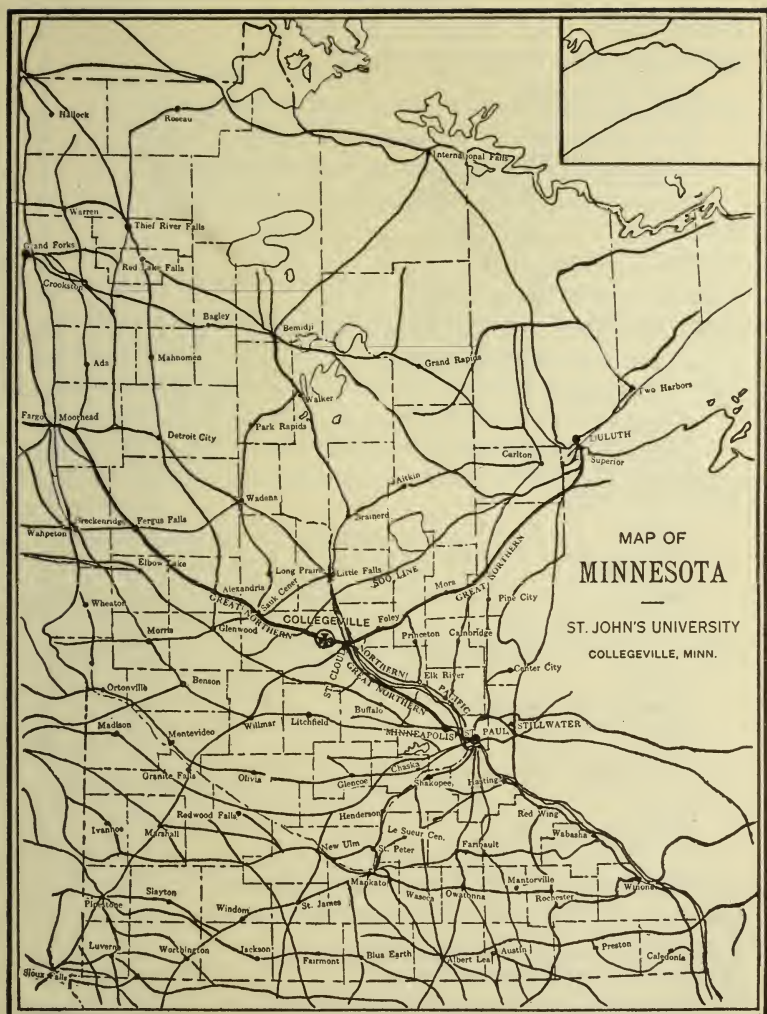 Hallock
Roseau
International Falls
Warren
Thief River Falls
Grand Forks
Red Lake Falls
Crookston
Bagley
Bemidji
Ada
Mahnomen
Grand Rapids
Two Harbors
Walker
Fargo
Moorhead
Park Rapids
Detroit City
DULUTH
Carlton
Superior
Aitkin
Wadena
Brainerd
Breckenridge
Fergus Falls
Wahpeton
Elbow Lake
Long Prairie
Little Falls
SOO LINE
Sauk Cener
Alexandria
Mora
GREAT NORTHERN
Pine City
Wheaton
GREAT NORTHERN
COLLEGEVILLE
Foley
Glenwood
Morris
Princeton
Cambridge
ST. CLOUD
NORTHERN
PACIFIC
GREAT NORTHERN
Elk River
Center City
Benson
Ortonville
Buffalo
Litchfield
Willmar
Madison
Montevideo
MINNEAPOLIS
ST. PAUL
STILLWATER
Chaska
Granite Falls
Olivia
Glencoe
Shakopee
Hastings
Henderson
Redwood Falls
Red Wing
Ivanhoe
Marshall
Le Sueur Cen.
Wabasha
New Ulm
St. Peter
Faribault
Mankato
Mantorville
Slayton
Waseca
Owatonna
Rochester
Winona
Pipestone
Windom
St. James
Luverne
Worthington
Jackson
Fairmont
Blue Earth
Albert Lea
Austin
Preston
Caledonia
Sioux Falls
MAP OF
MINNESOTA
ST. JOHN'S UNIVERSITY
COLLEGEVILLE, MINN.